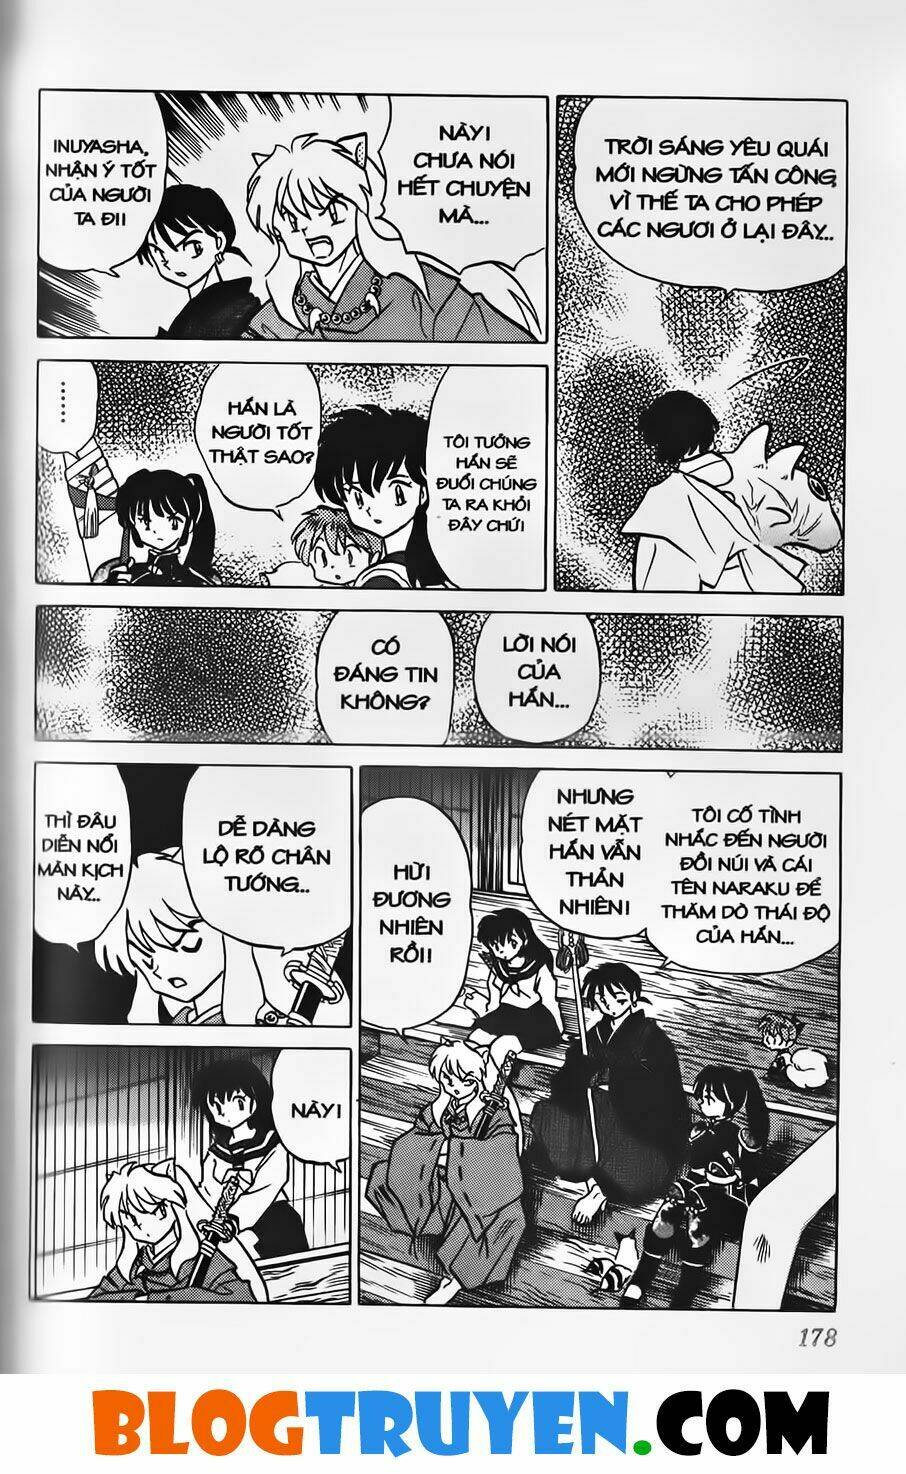 TRỜI SÁNG YÊU QUÁI
MỚI NGỪNG TẤN CÔNG,
VÌ THẾ TA CHO PHÉP
CÁC NGƯƠI Ở LẠI ĐÂY...
NÀY!
CHƯA NÓI
HẾT CHUYỆN
MÀ...
INUYASHA,
NHẬN Ý TỐT
CỦA NGƯỜI
TA ĐI!
TÔI TƯỞNG
HẮN SẼ
ĐUỔI CHÚNG
TA RA KHỎI
ĐÂY CHỨ!
HẮN LÀ
NGƯỜI TỐT
THẬT SAO?
......
LỜI NÓI
CỦA
HẮN...
CÓ
ĐÁNG TIN
KHÔNG?
TÔI CỐ TÌNH
NHẮC ĐẾN NGƯỜI
ĐỒI NÚI VÀ CÁI
TÊN NARAKU ĐỂ
THĂM DÒ THÁI ĐỘ
CỦA HẮN...
NHƯNG
NÉT MẶT
HẮN VẪN
THẢN
NHIÊN!
HỪ!
ĐƯƠNG
NHIÊN
RỒI!
DỄ DÀNG
LỘ RÕ CHÂN
TƯỚNG...
THÌ ĐÂU
DIỄN NỔI
MÀN KỊCH
NÀY...
NÀY!
178
BLOGTRUYEN.COM